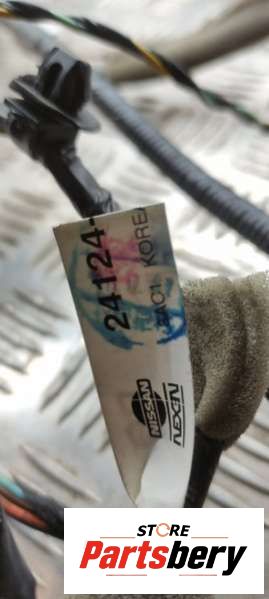 24124-
KOREA
NISSAN
NEXEN
STORE
Partsbery